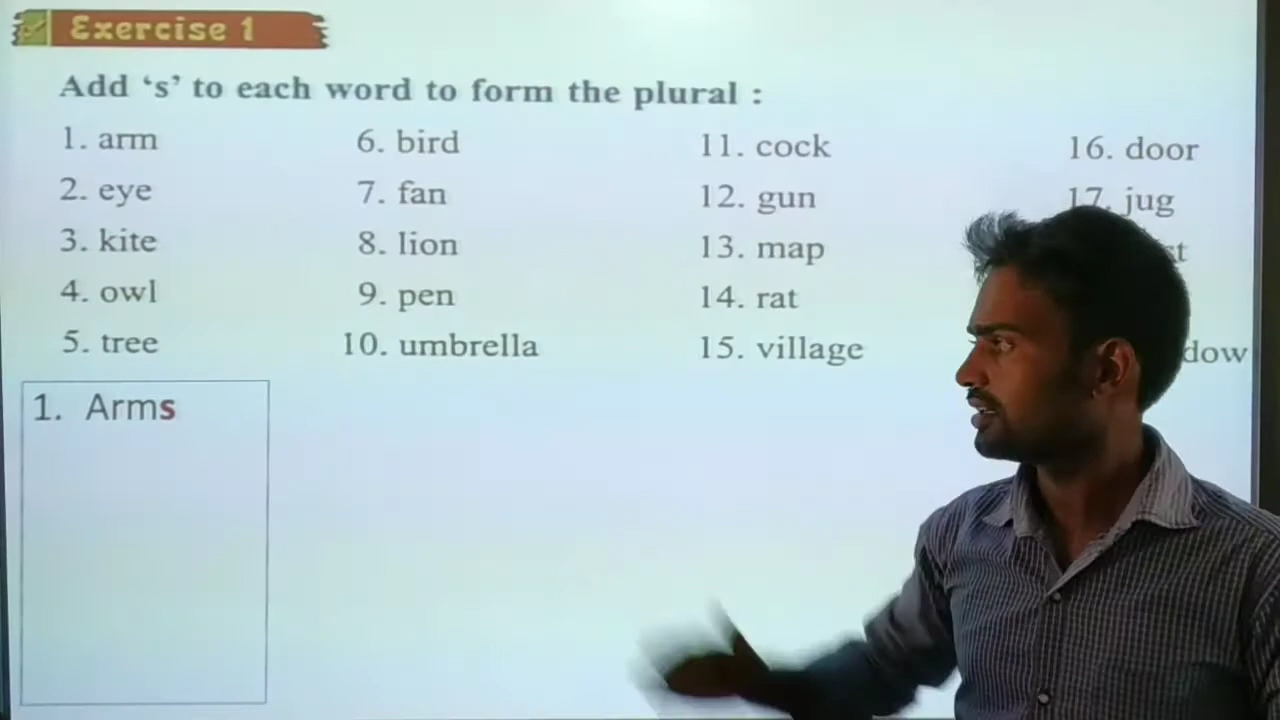 Exercise 1
Add ‘s’ to each word to form the plural :
1. arm 6. bird 11. cock 16. door
2. eye 7. fan 12. gun 17. jug
3. kite 8. lion 13. map
4. owl 9. pen 14. rat
5. tree 10. umbrella 15. village
1. Arms